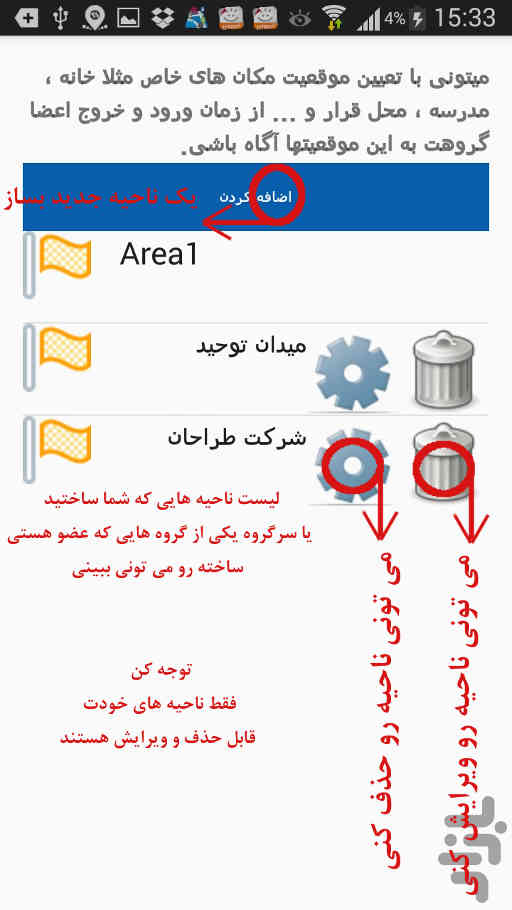 4% 15:33
میتونی با تعیین موقعیت مکان های خاص مثلا خانه ،
مدرسه ، محل قرار و ... از زمان ورود و خروج اعضا
گروهت به این موقعیتها آگاه باشی.
اضافه کردن
یک ناحیه جدید بساز
Area1
میدان توحید
شرکت طراحان
لیست ناحیه هایی که شما ساختید
یا سرگروه یکی از گروه هایی که عضو هستی
ساخته رو می تونی ببینی
توجه کن
فقط ناحیه های خودت
قابل حذف و ویرایش هستند
می تونی ناحیه رو حذف کنی
می تونی ناحیه رو ویرایش کنی
بازار